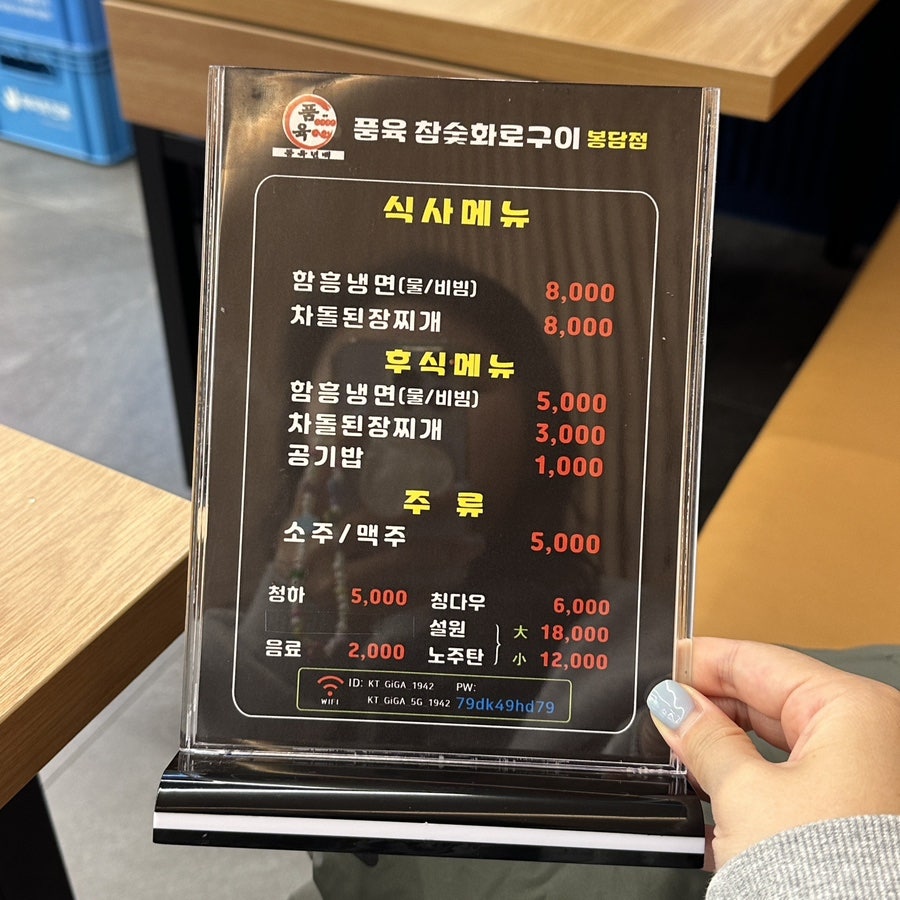 품육
품육 참숯화로구이 봉담점
식사메뉴
함흥냉면(물/비빔) 8,000
차돌된장찌개 8,000
후식메뉴
함흥냉면(물/비빔) 5,000
차돌된장찌개 3,000
공기밥 1,000
주 류
소주/맥주 5,000
청하 5,000 칭다우 6,000
설원 大 18,000
음료 2,000 노주탄 小 12,000
ID: KT GiGA 1942 PW:
WIFI KT GiGA 5G 1942 79dk49hd79